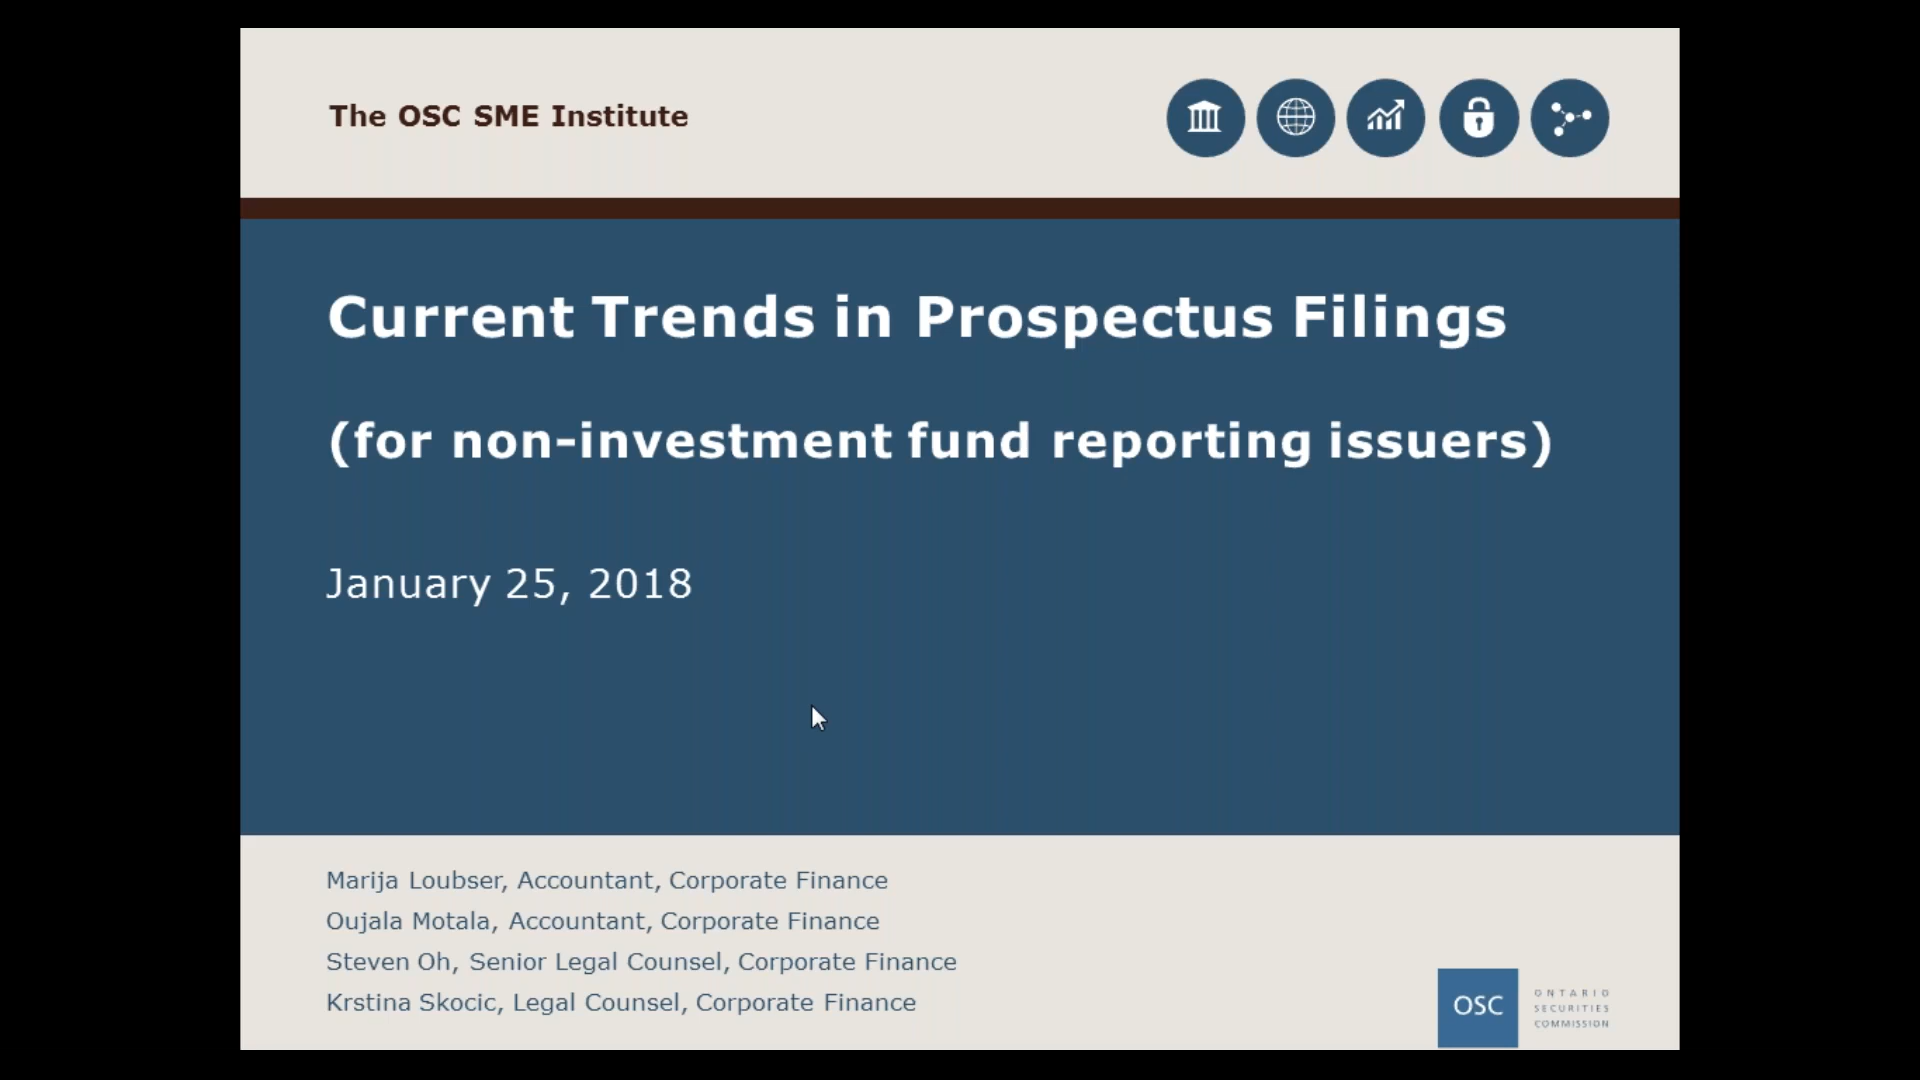 The OSC SME Institute
Current Trends in Prospectus Filings
(for non-investment fund reporting issuers)
January 25, 2018
Marija Loubser, Accountant, Corporate Finance
Oujala Motala, Accountant, Corporate Finance
Steven Oh, Senior Legal Counsel, Corporate Finance
Krstina Skocic, Legal Counsel, Corporate Finance
OSC
ONTARIO
SECURITIES
COMMISSION